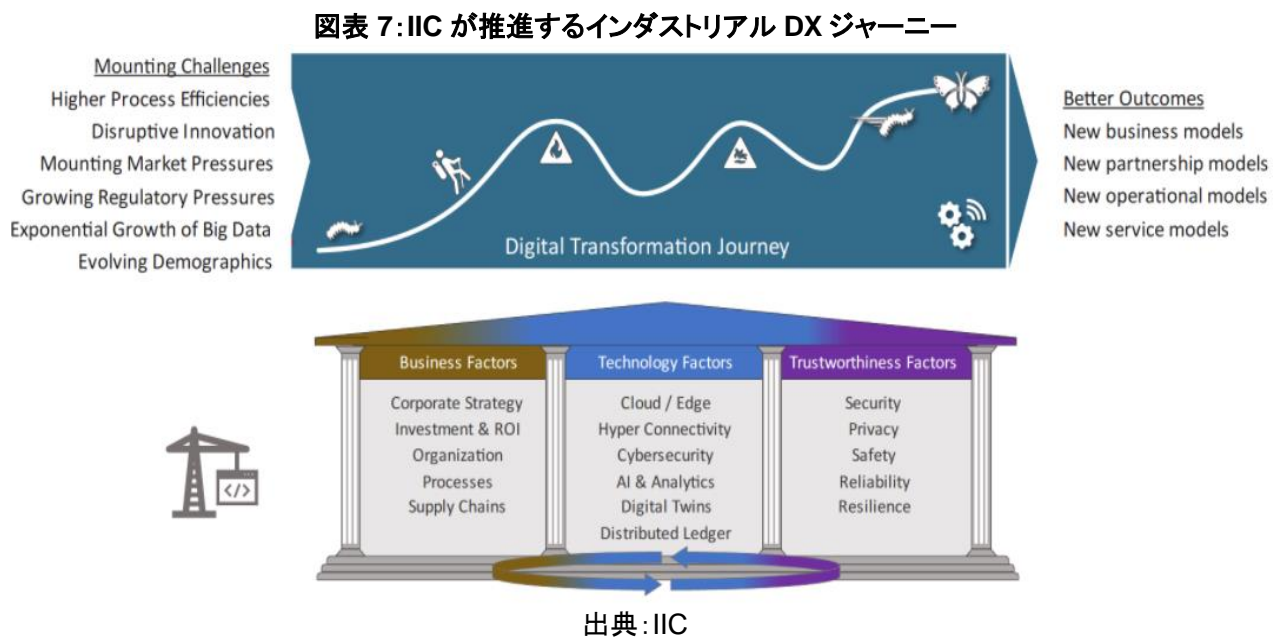 図表 7:IIC が推進するインダストリアル DX ジャーニー
Mounting Challenges
Higher Process Efficiencies
Disruptive Innovation
Mounting Market Pressures
Growing Regulatory Pressures
Exponential Growth of Big Data
Evolving Demographics
Digital Transformation Journey
Better Outcomes
New business models
New partnership models
New operational models
New service models
Business Factors
Corporate Strategy
Investment & ROI
Organization
Processes
Supply Chains
Technology Factors
Cloud / Edge
Hyper Connectivity
Cybersecurity
AI & Analytics
Digital Twins
Distributed Ledger
Trustworthiness Factors
Security
Privacy
Safety
Reliability
Resilience
</>
出典:IIC